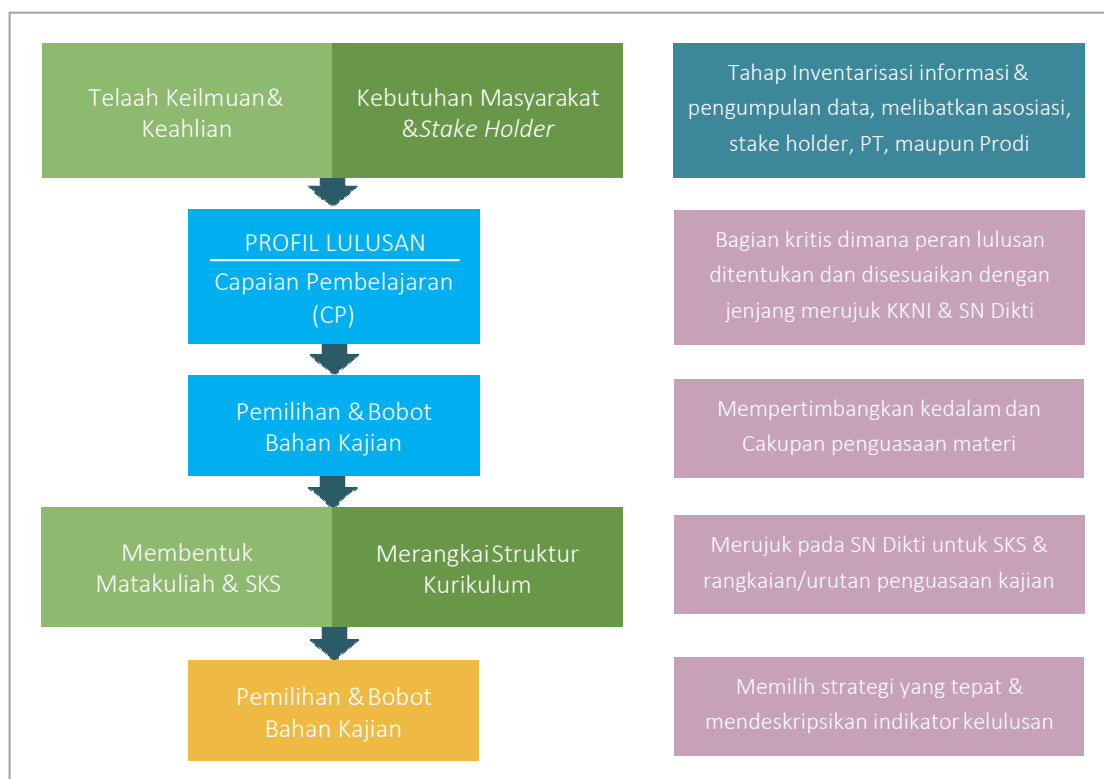 Telaah Keilmuan &
Keahlian
Kebutuhan Masyarakat
& Stake Holder
Tahap Inventarisasi informasi &
pengumpulan data, melibatkan asosiasi,
stake holder, PT, maupun Prodi
PROFIL LULUSAN
Capaian Pembelajaran
(CP)
Bagian kritis dimana peran lulusan
ditentukan dan disesuaikan dengan
jenjang merujuk KKNI & SN Dikti
Pemilihan & Bobot
Bahan Kajian
Mempertimbangkan kedalam dan
Cakupan penguasaan materi
Membentuk
Matakuliah & SKS
Merangkai Struktur
Kurikulum
Merujuk pada SN Dikti untuk SKS &
rangkaian/urutan penguasaan kajian
Pemilihan & Bobot
Bahan Kajian
Memilih strategi yang tepat &
mendeskripsikan indikator kelulusan